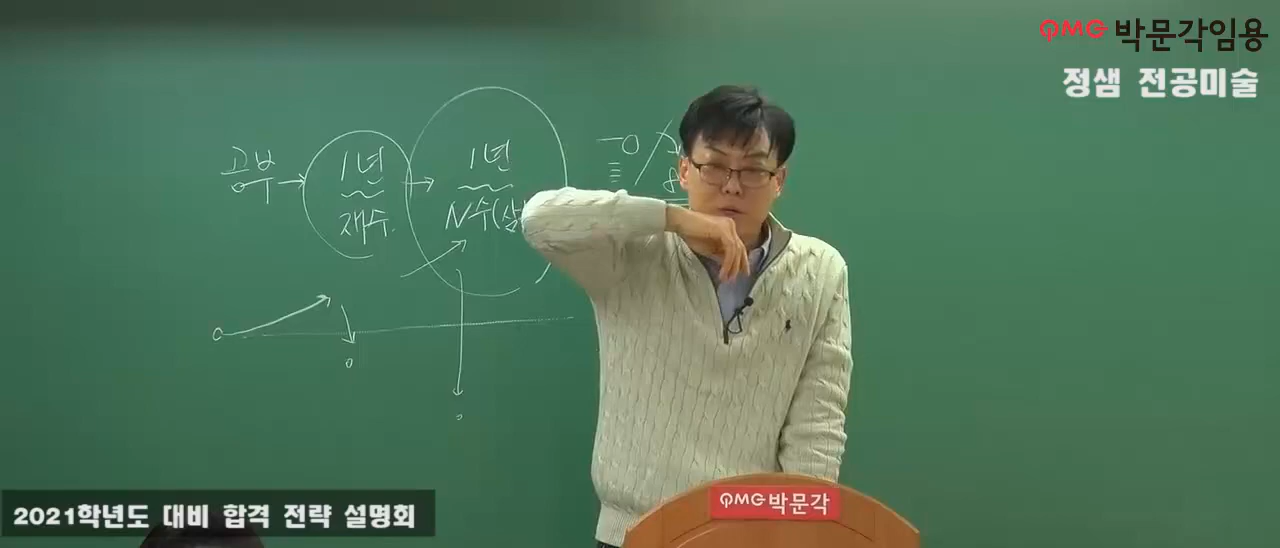 PMG 박문각임용
정샘 전공미술
공부
1년
재수.
1년
N수(삼
PMG 박문각
2021학년도 대비 합격 전략 설명회